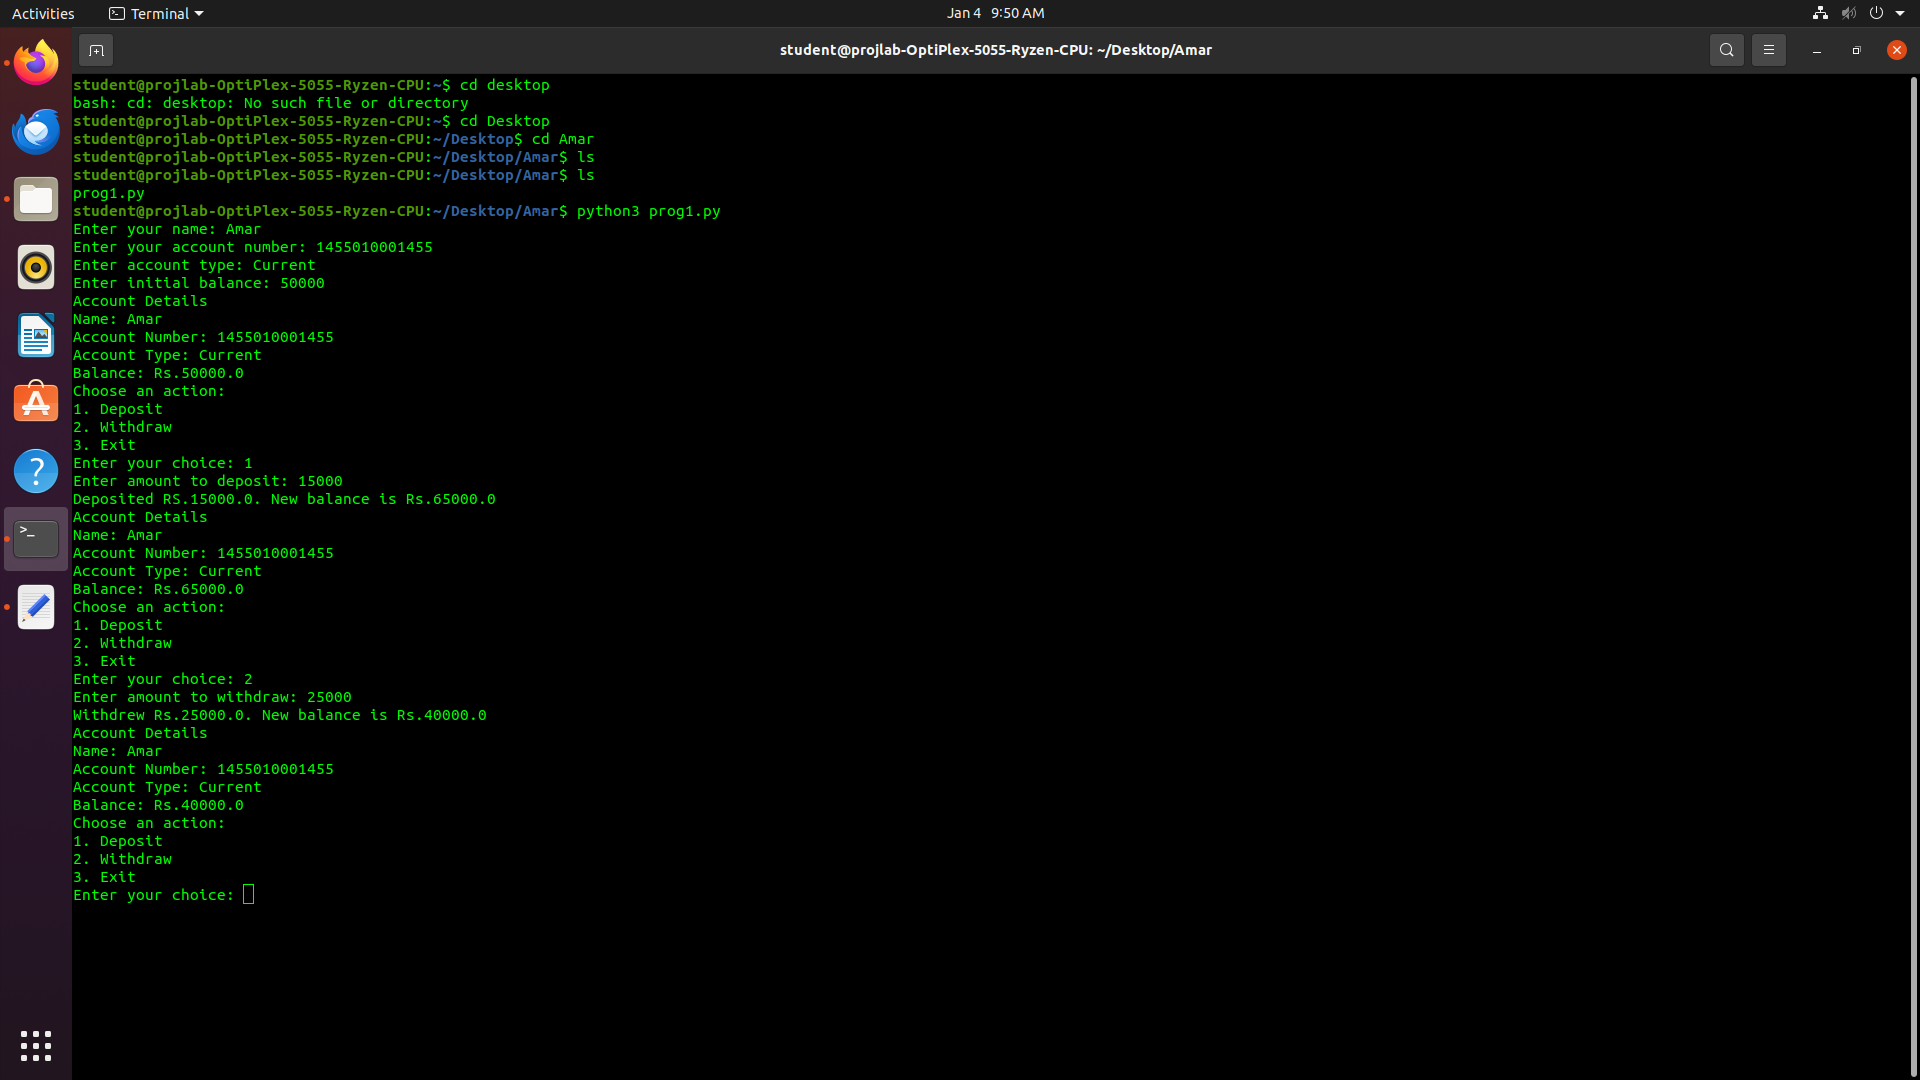 Activities
Terminal
Jan 4 9:50 AM
student@projlab-OptiPlex-5055-Ryzen-CPU: ~/Desktop/Amar
student@projlab-OptiPlex-5055-Ryzen-CPU:~$ cd desktop
bash: cd: desktop: No such file or directory
student@projlab-OptiPlex-5055-Ryzen-CPU:~$ cd Desktop
student@projlab-OptiPlex-5055-Ryzen-CPU:~/Desktop$ cd Amar
student@projlab-OptiPlex-5055-Ryzen-CPU:~/Desktop/Amar$ ls
student@projlab-OptiPlex-5055-Ryzen-CPU:~/Desktop/Amar$ ls
prog1.py
student@projlab-OptiPlex-5055-Ryzen-CPU:~/Desktop/Amar$ python3 prog1.py
Enter your name: Amar
Enter your account number: 1455010001455
Enter account type: Current
Enter initial balance: 50000
Account Details
Name: Amar
Account Number: 1455010001455
Account Type: Current
Balance: Rs.50000.0
Choose an action:
1. Deposit
2. Withdraw
3. Exit
Enter your choice: 1
Enter amount to deposit: 15000
Deposited RS.15000.0. New balance is Rs.65000.0
Account Details
Name: Amar
Account Number: 1455010001455
Account Type: Current
Balance: Rs.65000.0
Choose an action:
1. Deposit
2. Withdraw
3. Exit
Enter your choice: 2
Enter amount to withdraw: 25000
Withdrew Rs.25000.0. New balance is Rs.40000.0
Account Details
Name: Amar
Account Number: 1455010001455
Account Type: Current
Balance: Rs.40000.0
Choose an action:
1. Deposit
2. Withdraw
3. Exit
Enter your choice: